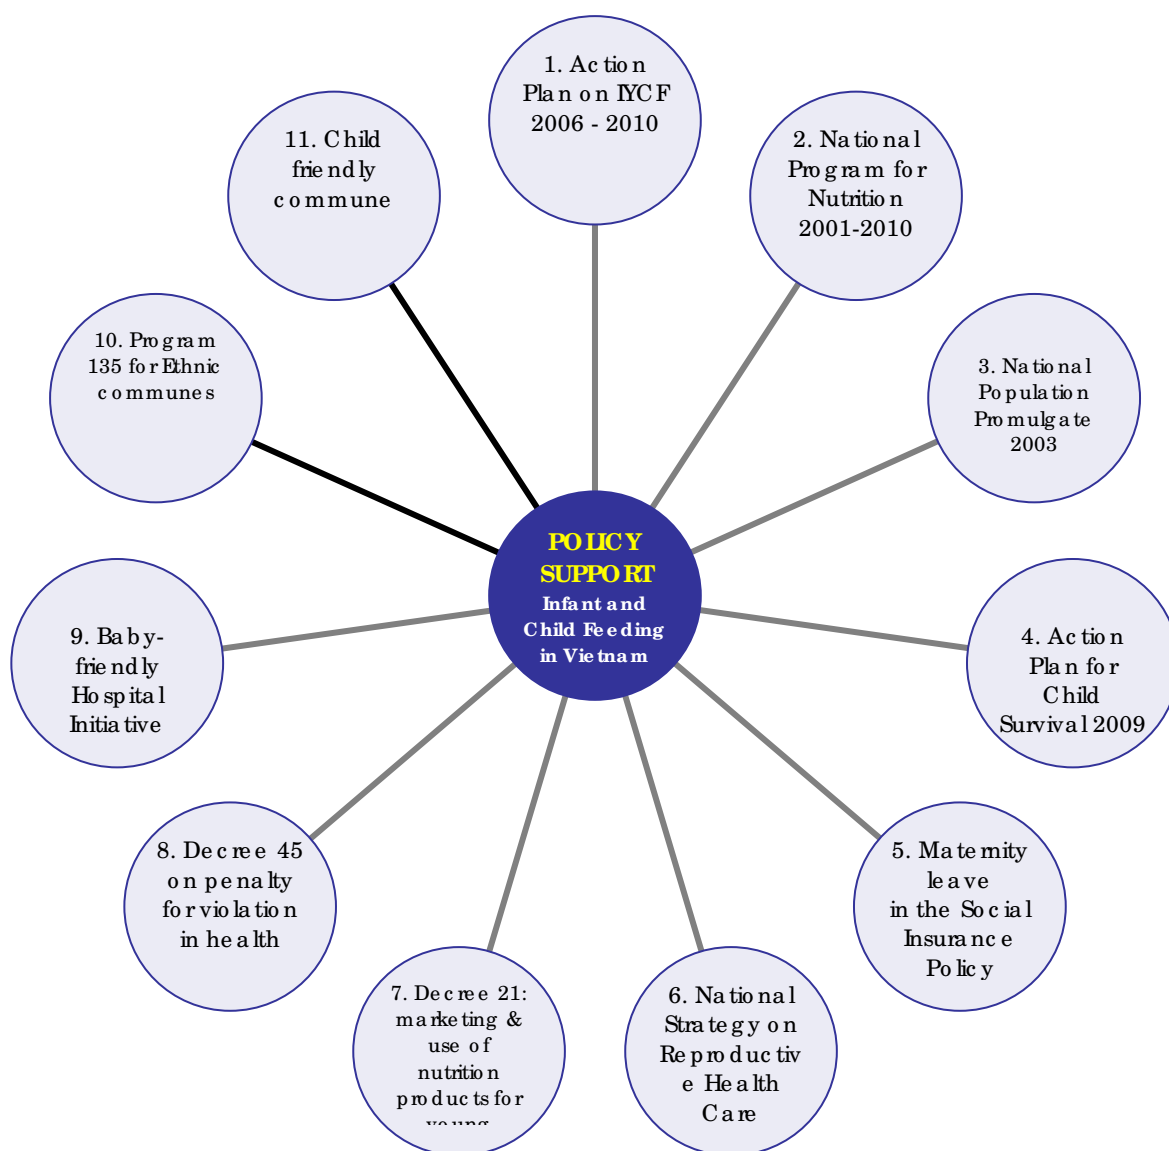 1. Action
Plan on IYCF
2006 - 2010
2. National
Program for
Nutrition
2001-2010
3. National
Population
Promulgate
2003
4. Action
Plan for
Child
Survival 2009
5. Maternity
leave
in the Social
Insurance
Policy
6. National
Strategy on
Reproductiv
e Health
Care
7. Decree 21:
marketing &
use of
nutrition
products for
young
8. Decree 45
on penalty
for violation
in health
9. Baby-
friendly
Hospital
Initiative
10. Program
135 for Ethnic
communes
11. Child
friendly
commune
POLICY
SUPPORT
Infant and
Child Feeding
in Vietnam